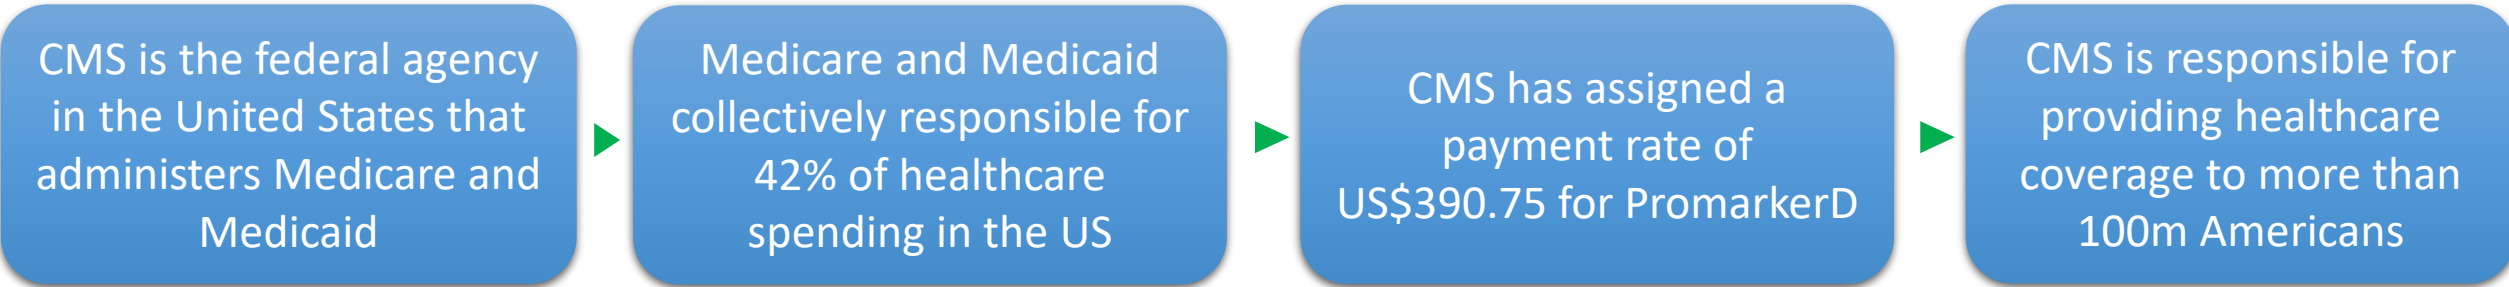 CMS is the federal agency
in the United States that
administers Medicare and
Medicaid
Medicare and Medicaid
collectively responsible for
42% of healthcare
spending in the US
CMS has assigned a
payment rate of
US$390.75 for PromarkerD
CMS is responsible for
providing healthcare
coverage to more than
100m Americans